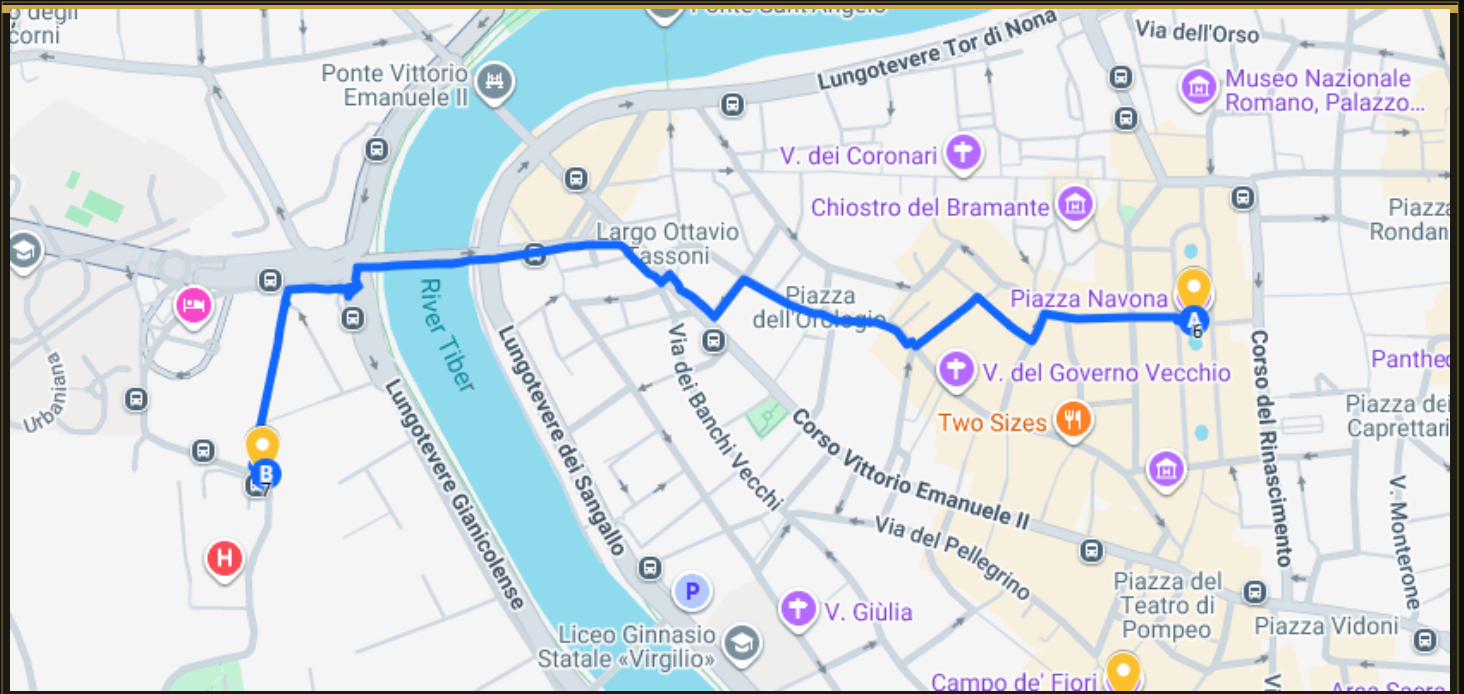 o degli
corni
Ponte Sant'Angelo
Via dell'Orso
Lungotevere Tor di Nona
Ponte Vittorio
Emanuele II
Museo Nazionale
Romano, Palazzo...
V. dei Coronari
Chiostro del Bramante
Piazza
Rondan
Largo Ottavio
Tassoni
Piazza
dell'Orologio
Piazza Navona
A
6
River Tiber
Urbaniana
Lungotevere Gianicolense
Lungotevere dei Sangallo
Via dei Banchi Vecchi
V. del Governo Vecchio
Two Sizes
Corso del Rinascimento
Panthe
Piazza dei
Caprettari
Corso Vittorio Emanuele II
B
7
H
Via del Pellegrino
V. Monterone
P
V. Giùlia
Piazza del
Teatro di
Pompeo
Piazza Vidoni
Liceo Ginnasio
Statale «Virgilio»
Campo de' Fiori
Area Sacra